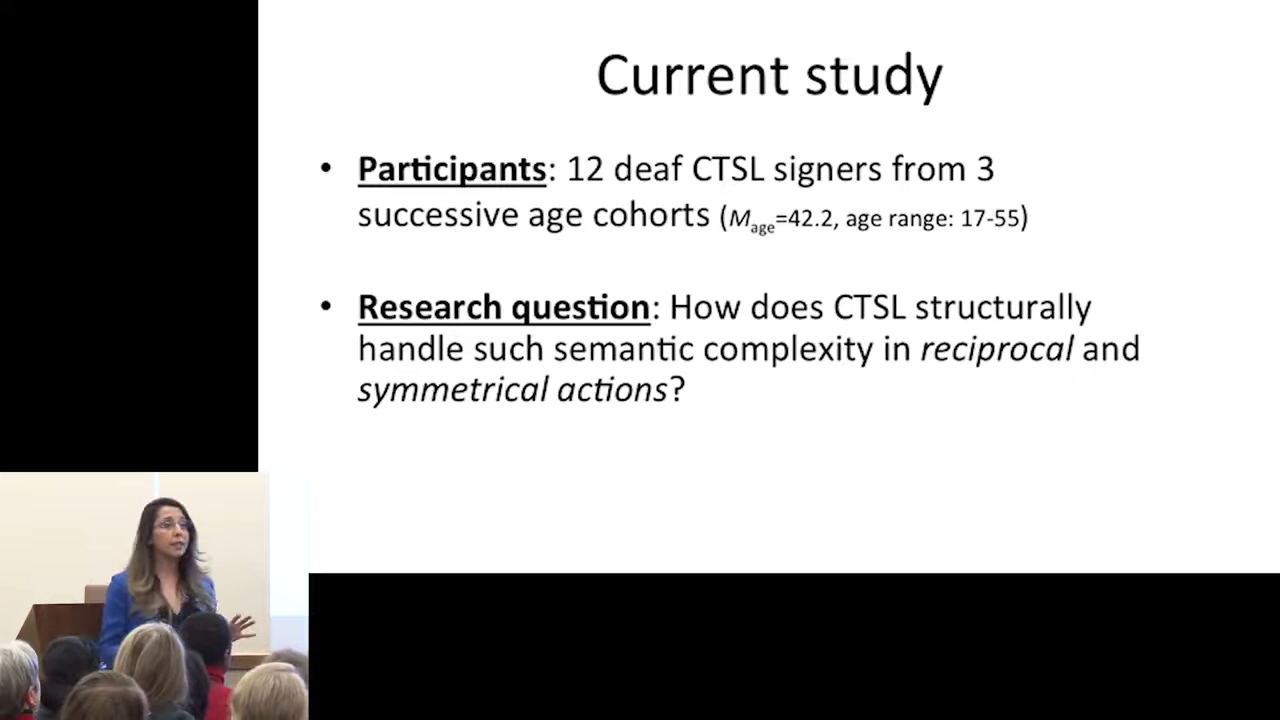 Current study
• Participants: 12 deaf CTSL signers from 3
successive age cohorts (Mage=42.2, age range: 17-55)
• Research question: How does CTSL structurally
handle such semantic complexity in reciprocal and
symmetrical actions?